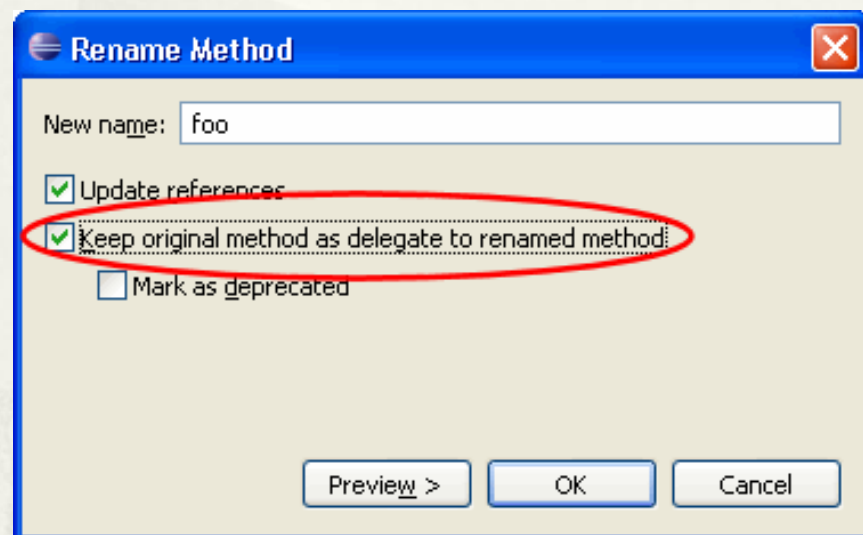 Rename Method
New name: foo
Update references
Keep original method as delegate to renamed method
Mark as deprecated
Preview > OK Cancel